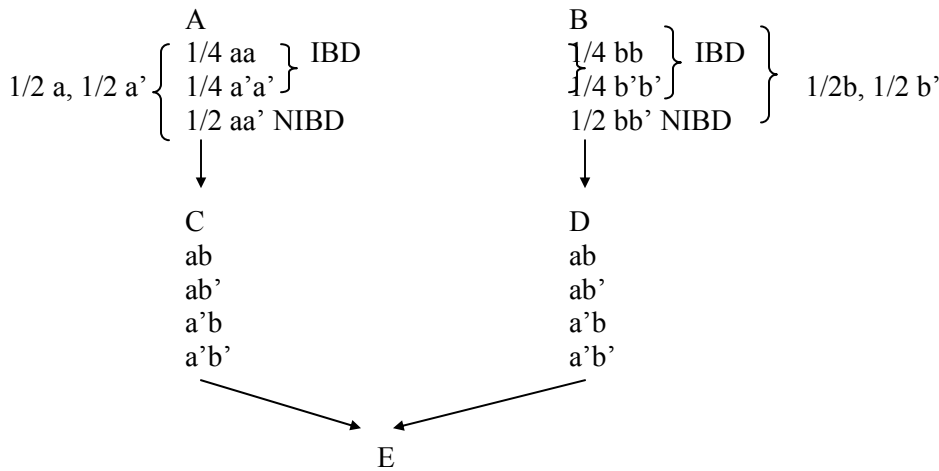 A B
1/4 aa IBD 1/4 bb IBD
1/2 a, 1/2 a’ 1/4 a’a’ 1/4 b’b’ 1/2b, 1/2 b’
1/2 aa’ NIBD 1/2 bb’ NIBD
C D
ab ab
ab’ ab’
a’b a’b
a’b’ a’b’
E